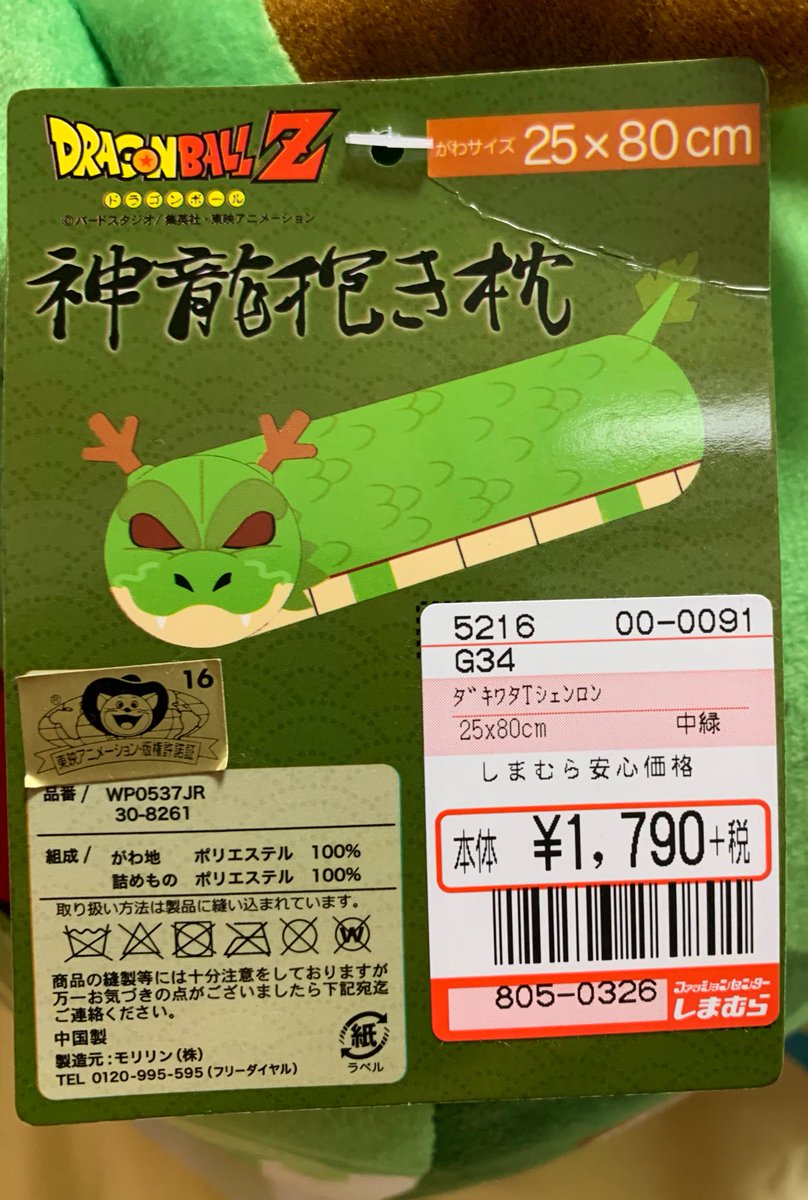 DRAGONBALL Z
ドラゴンボール
©バードスタジオ/集英社・東映アニメーション
がわサイズ 25×80cm
神龍抱き枕
16
東映アニメーション・版権許諾証
品番/ WP0537JR
30-8261
組成/ がわ地 ポリエステル 100%
詰めもの ポリエステル 100%
取り扱い方法は製品に縫い込まれています。
W
商品の縫製等には十分注意をしておりますが
万一お気づきの点がございましたら下記宛迄
ご連絡ください。
中国製
製造元:モリリン(株)
TEL 0120-995-595(フリーダイヤル)
紙
ラベル
5216 00-0091
G34
ダキワタTシェンロン
25x80cm 中緑
しまむら安心価格
本体 ¥1,790+税
805-0326
ファッションセンター
しまむら